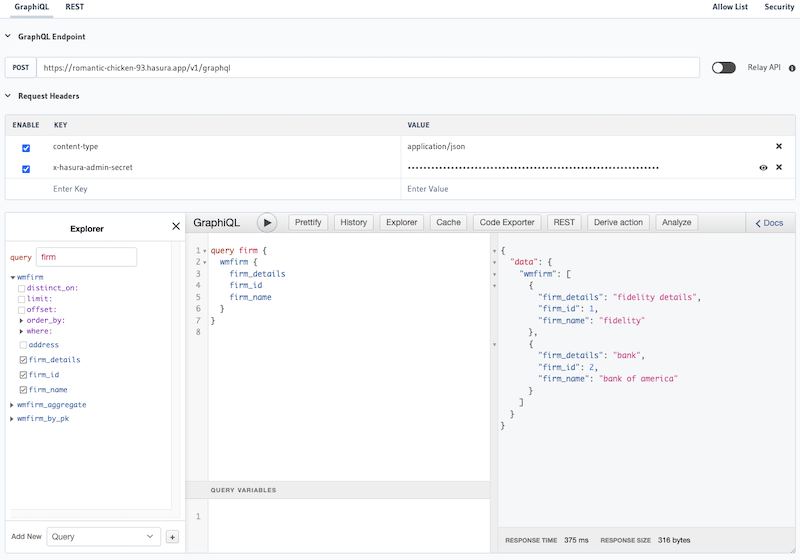 GraphiQL REST Allow List Security
GraphQL Endpoint
POST https://romantic-chicken-93.hasura.app/v1/graphql Relay API
Request Headers
ENABLE KEY VALUE
content-type application/json
x-hasura-admin-secret ••••••••••••••••••••••••••••••••••••••••••••••••••••••••••••••••
Enter Key Enter Value
Explorer
query firm
wmfirm
distinct_on:
limit:
offset:
order_by:
where:
address
firm_details
firm_id
firm_name
wmfirm_aggregate
wmfirm_by_pk
Add New Query +
GraphiQL Prettify History Explorer Cache Code Exporter REST Derive action Analyze Docs
1 query firm {
2 wmfirm {
3 firm_details
4 firm_id
5 firm_name
6 }
7 }
8
QUERY VARIABLES
1
{
"data": {
"wmfirm": [
{
"firm_details": "fidelity details",
"firm_id": 1,
"firm_name": "fidelity"
},
{
"firm_details": "bank",
"firm_id": 2,
"firm_name": "bank of america"
}
]
}
}
RESPONSE TIME 375 ms RESPONSE SIZE 316 bytes